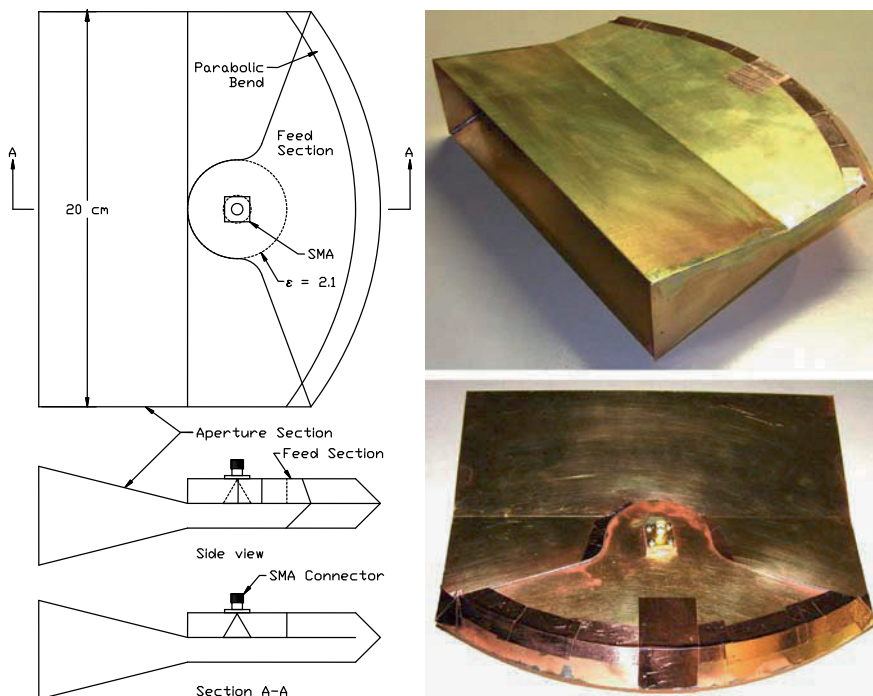 Parabolic
Bend
Feed
Section
A
A
20 cm
SMA
ε = 2.1
Aperture Section
Feed Section
Side view
SMA Connector
Section A-A